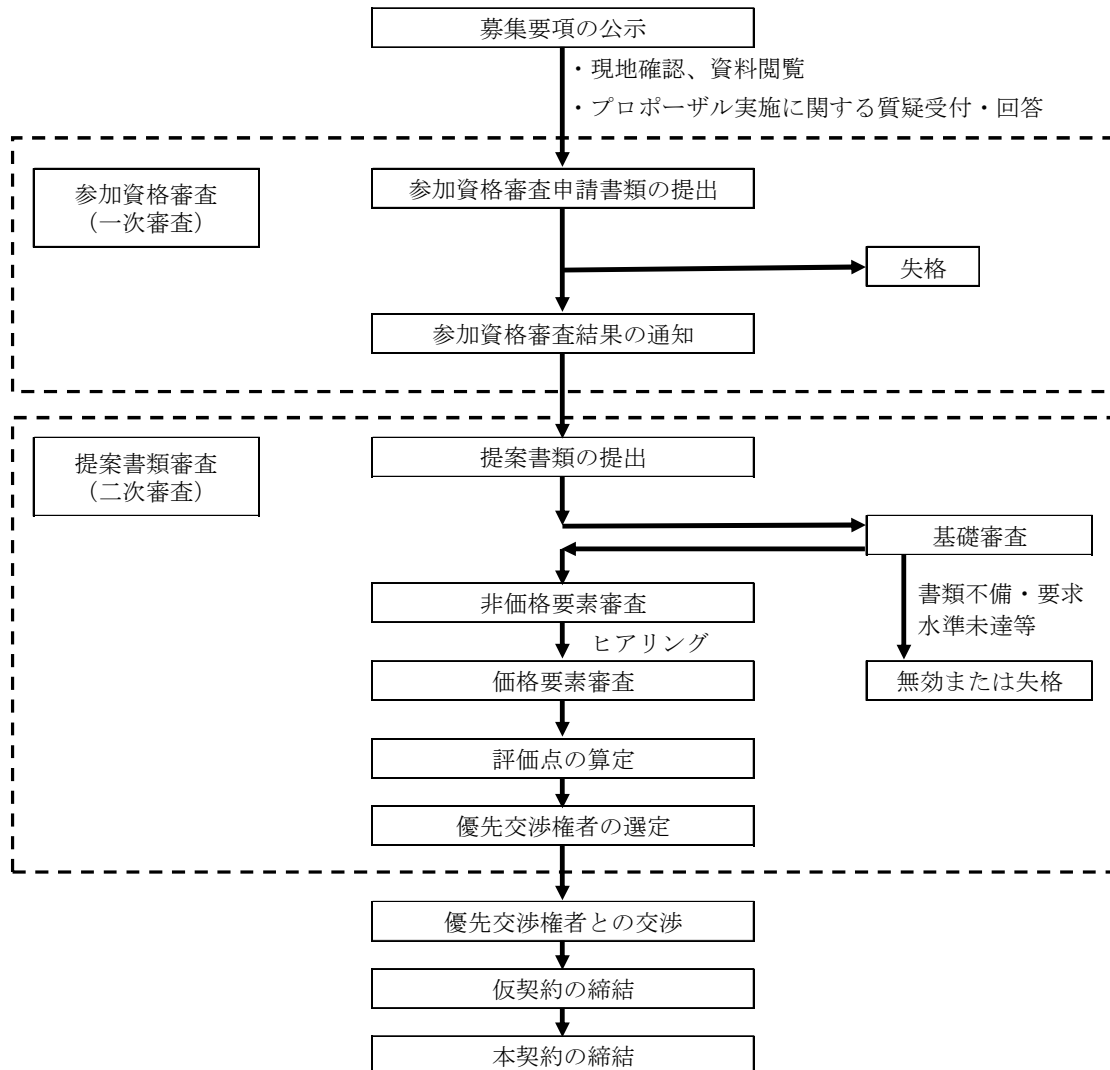 募集要項の公示
・現地確認、資料閲覧
・プロポーザル実施に関する質疑受付・回答
参加資格審査
（一次審査）
参加資格審査申請書類の提出
失格
参加資格審査結果の通知
提案書類審査
（二次審査）
提案書類の提出
基礎審査
書類不備・要求
水準未達等
非価格要素審査
ヒアリング
価格要素審査
無効または失格
評価点の算定
優先交渉権者の選定
優先交渉権者との交渉
仮契約の締結
本契約の締結